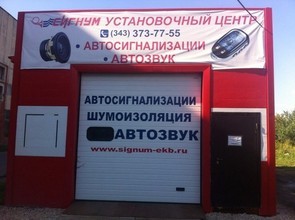 СИГНУМ УСТАНОВОЧНЫЙ ЦЕНТР
(343) 373-77-55
• АВТОСИГНАЛИЗАЦИИ
• АВТОЗВУК
АВТОСИГНАЛИЗАЦИИ
ШУМОИЗОЛЯЦИЯ
АВТОЗВУК
www.signum-ekb.ru